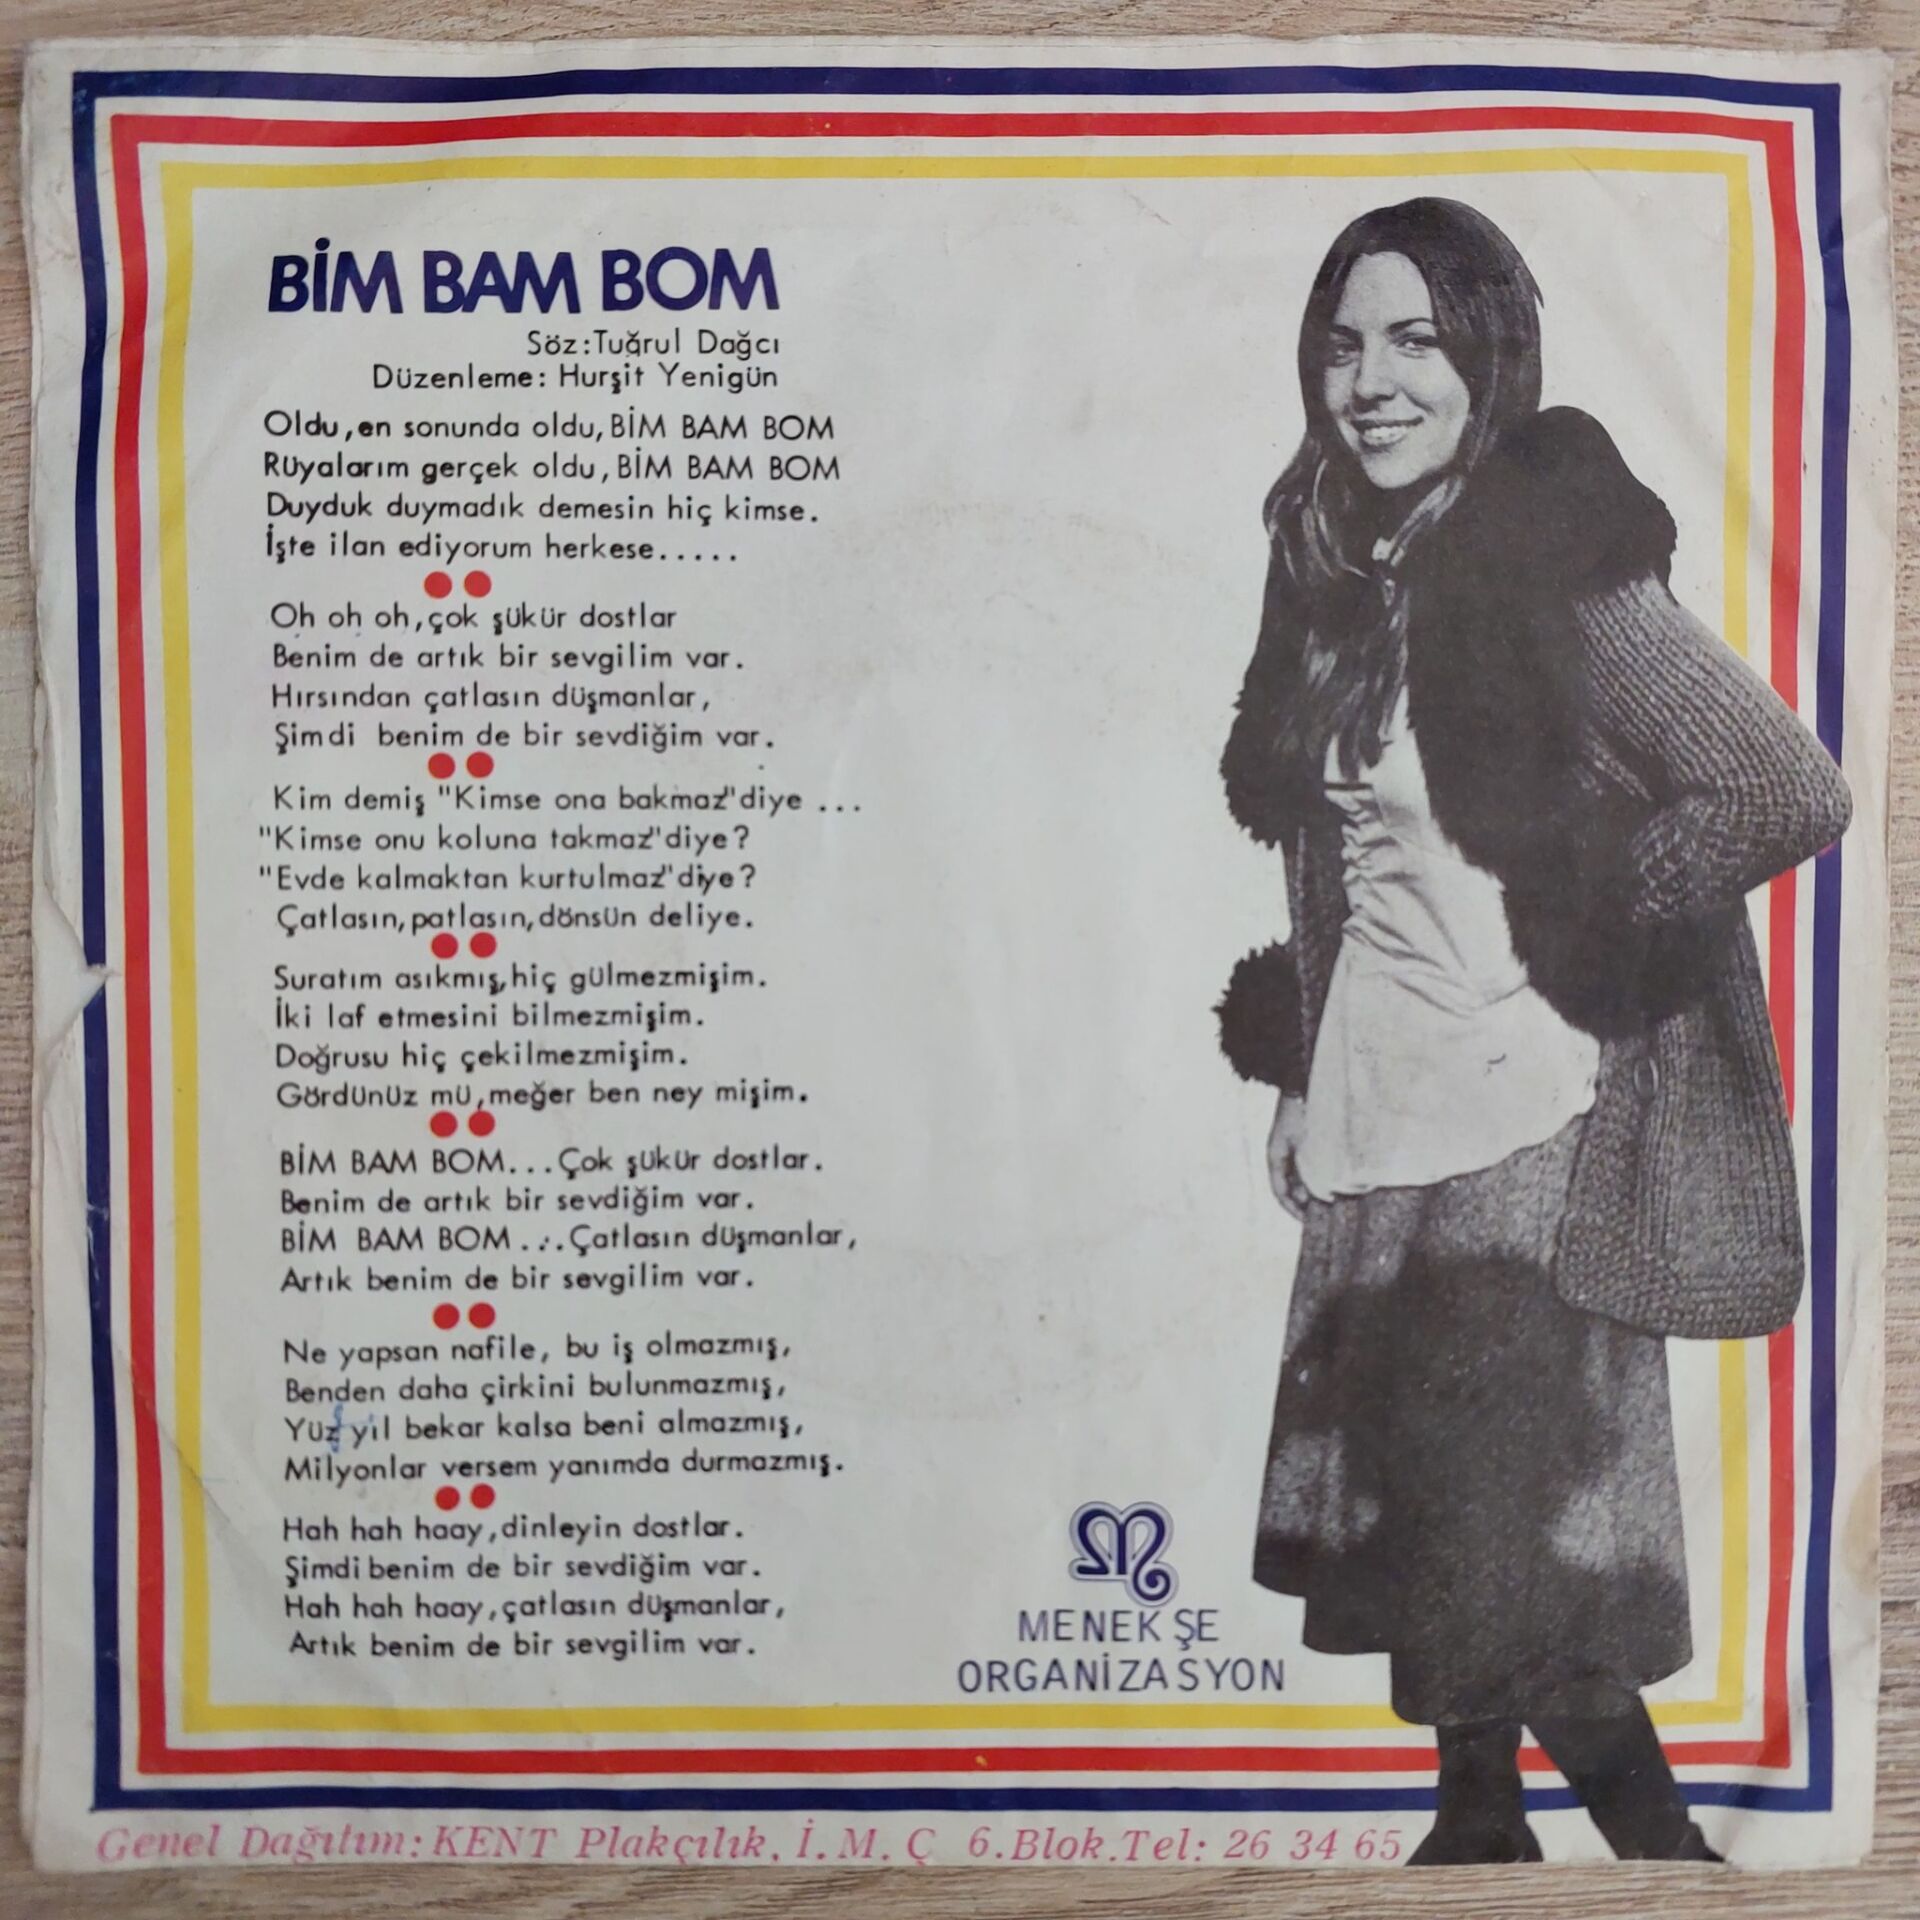 BİM BAM BOM
Söz:Tuğrul Dağcı
Düzenleme: Hurşit Yenigün
Oldu, en sonunda oldu, BİM BAM BOM
Rüyalarım gerçek oldu, BİM BAM BOM
Duyduk duymadık demesin hiç kimse.
İşte ilan ediyorum herkese.....
Oh oh oh, çok şükür dostlar
Benim de artık bir sevgilim var.
Hırsından çatlasın düşmanlar,
Şimdi benim de bir sevdiğim var.
Kim demiş "Kimse ona bakmaz" diye ...
"Kimse onu koluna takmaz" diye?
"Evde kalmaktan kurtulmaz" diye?
Çatlasın, patlasın, dönsün deliye.
Suratım asıkmış, hiç gülmezmişim.
İki laf etmesini bilmezmişim.
Doğrusu hiç çekilmezmişim.
Gördünüz mü, meğer ben ney mişim.
BİM BAM BOM...Çok şükür dostlar.
Benim de artık bir sevdiğim var.
BİM BAM BOM...Çatlasın düşmanlar,
Artık benim de bir sevgilim var.
Ne yapsan nafile, bu iş olmazmış,
Benden daha çirkini bulunmazmış,
Yüz yıl bekar kalsa beni almazmış,
Milyonlar versem yanımda durmazmış.
Hah hah haay, dinleyin dostlar.
Şimdi benim de bir sevdiğim var.
Hah hah haay, çatlasın düşmanlar,
Artık benim de bir sevgilim var.
MENEKŞE
ORGANİZASYON
Genel Dağıtım: KENT Plakçılık, İ.M.Ç 6.Blok.Tel: 26 34 65